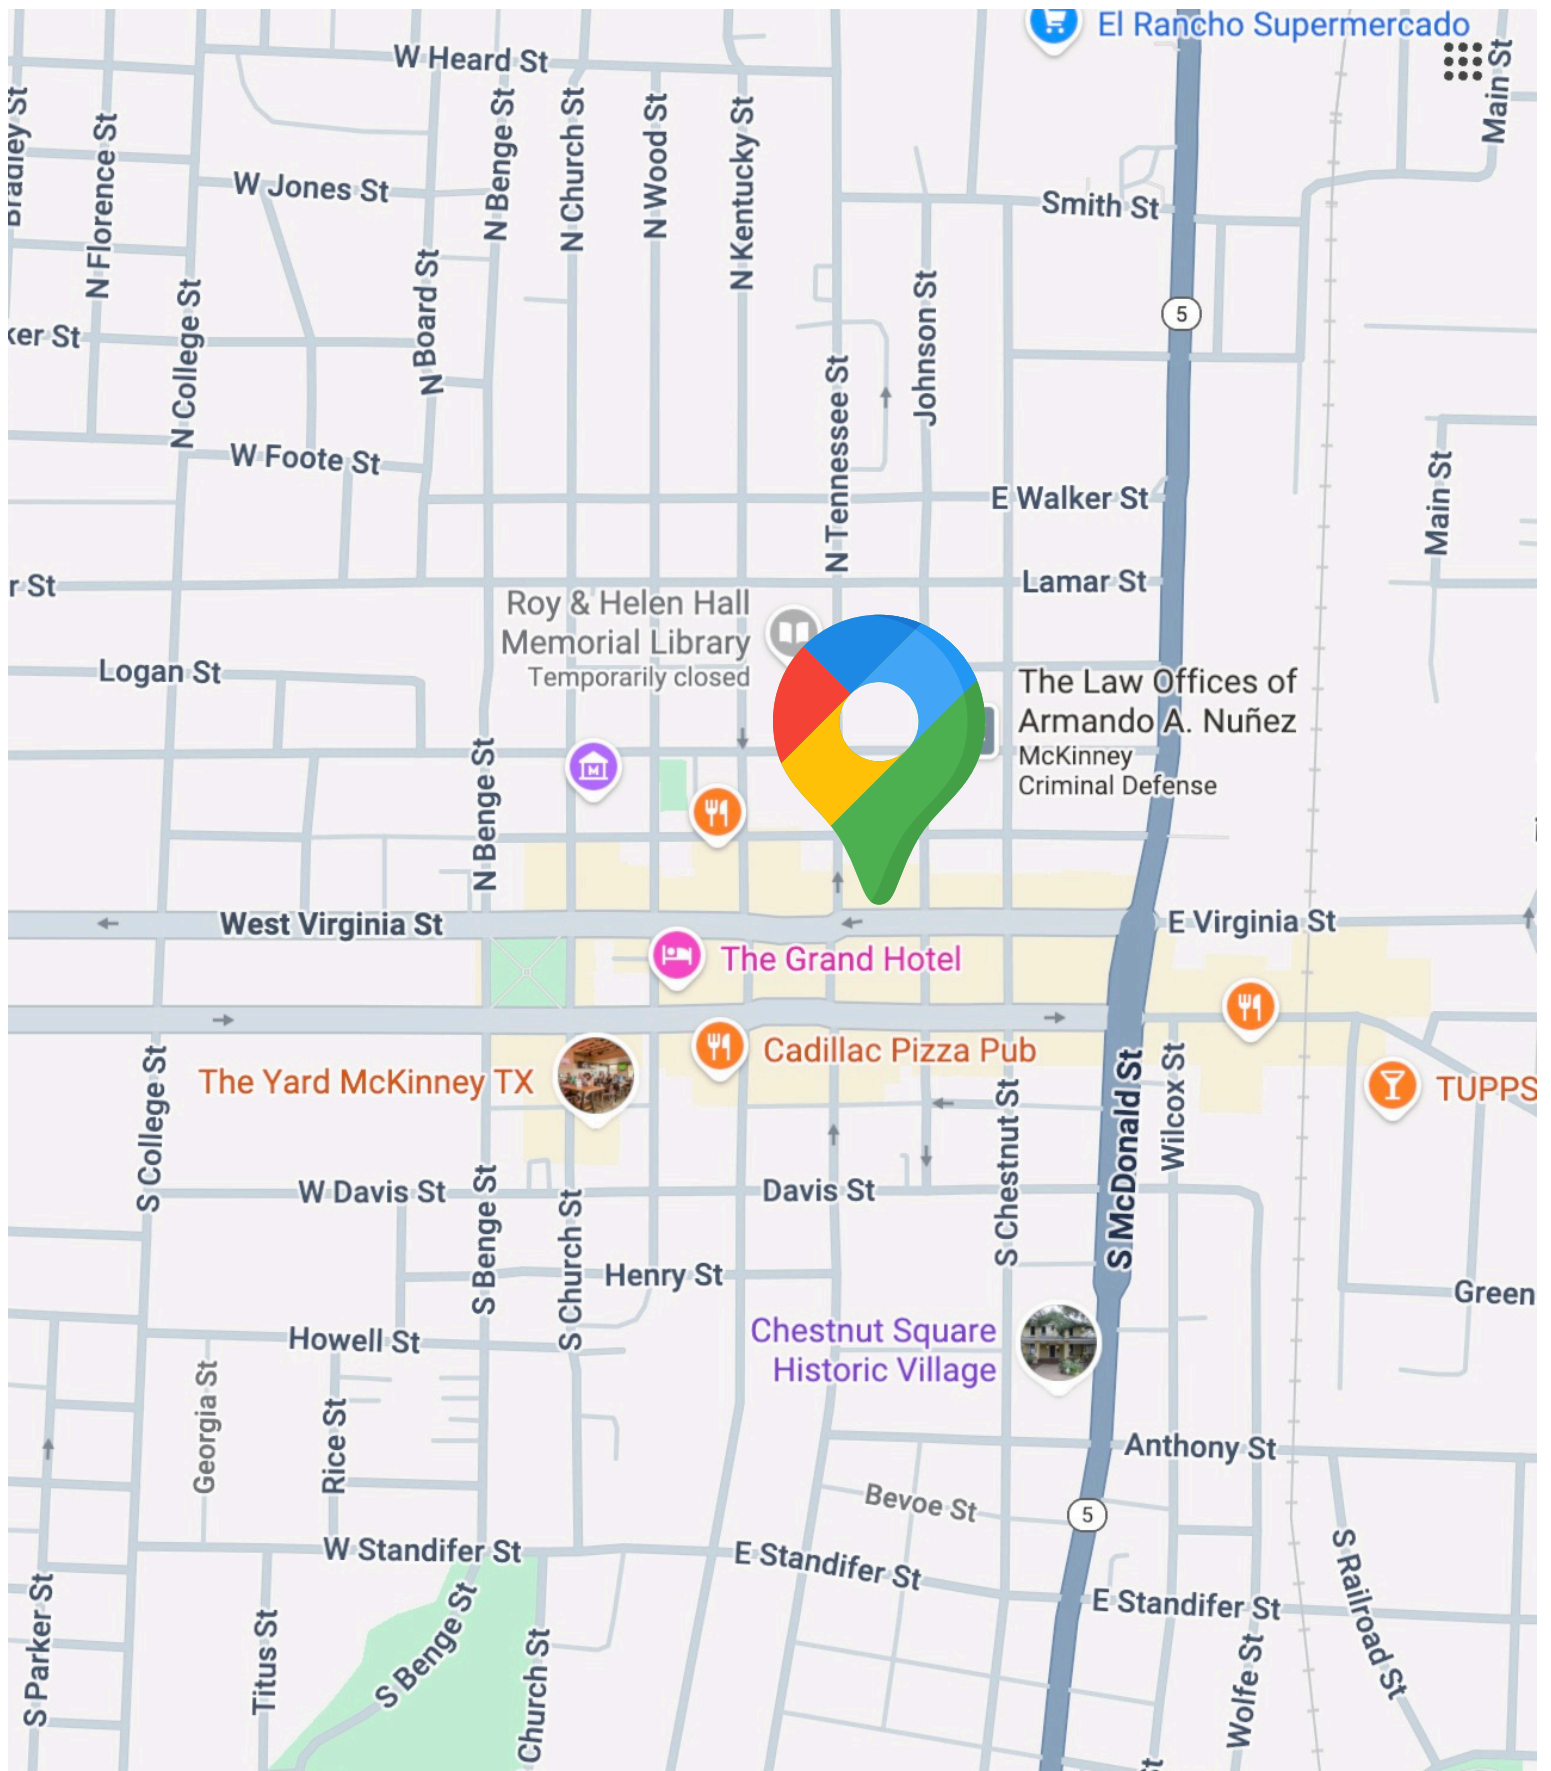 El Rancho Supermercado
W Heard St
Main St
Bradley St
N Florence St
N Benge St
N Church St
N Wood St
N Kentucky St
W Jones St
Smith St
N College St
N Board St
Johnson St
5
ker St
N Tennessee St
W Foote St
Main St
E Walker St
r St
Lamar St
Roy & Helen Hall
Memorial Library
Temporarily closed
Logan St
The Law Offices of
Armando A. Nuñez
McKinney
Criminal Defense
M
N Benge St
West Virginia St
E Virginia St
The Grand Hotel
Cadillac Pizza Pub
The Yard McKinney TX
TUPPS
S College St
S Chestnut St
S McDonald St
Wilcox St
W Davis St
Davis St
S Benge St
S Church St
Henry St
Green
Howell St
Chestnut Square
Historic Village
Georgia St
Rice St
Anthony St
Bevoe St
5
W Standifer St
E Standifer St
E Standifer St
S Railroad St
S Parker St
Titus St
S Benge St
Church St
Wolfe St
St